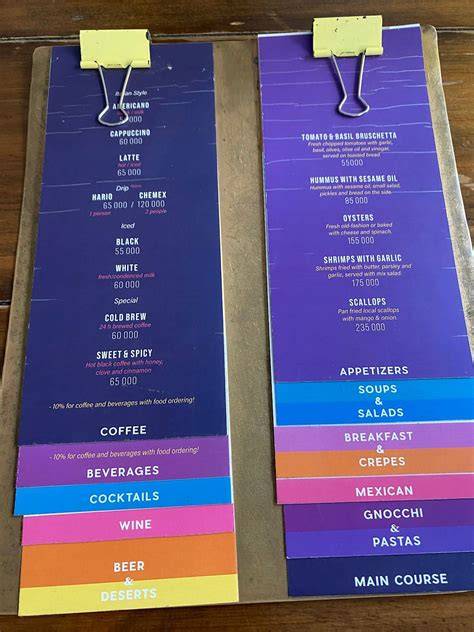 Italian Style
AMERICANO
60 000
CAPPUCCINO
60 000
LATTE
hot / iced
65 000
Drip
HARIO CHEMEX
65 000 / 120 000
1 person 2 people
Iced
BLACK
55 000
WHITE
fresh/condenced milk
60 000
Special
COLD BREW
24 h brewed coffee
60 000
SWEET & SPICY
Hot black coffee with honey,
clove and cinnamon
65 000
-10% for coffee and beverages with food ordering!
COFFEE
-10% for coffee and beverages with food ordering!
BEVERAGES
COCKTAILS
WINE
BEER
&
DESERTS
TOMATO & BASIL BRUSCHETTA
Fresh chopped tomatoes with garlic,
basil, olives, olive oil and vinegar,
served on toasted bread
55000
HUMMUS WITH SESAME OIL
Hummus with sesame oil, small salad,
pickles and bread on the side.
85 000
OYSTERS
Fresh old-fashion or baked
with cheese and spinach.
155 000
SHRIMPS WITH GARLIC
Shrimps fried with butter, parsley and
garlic, served with mix salad.
175 000
SCALLOPS
Pan fried local scallops
with mango & onion.
235 000
APPETIZERS
SOUPS
&
SALADS
BREAKFAST
&
CREPES
MEXICAN
GNOCCHI
&
PASTAS
MAIN COURSE